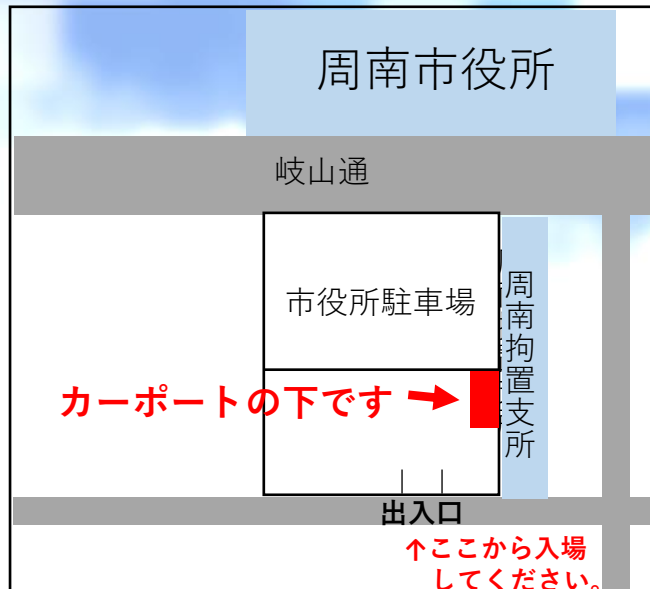 周南市役所
岐山通
市役所駐車場
周南拘置支所
カーポートの下です
出入口
↑ここから入場
してください。